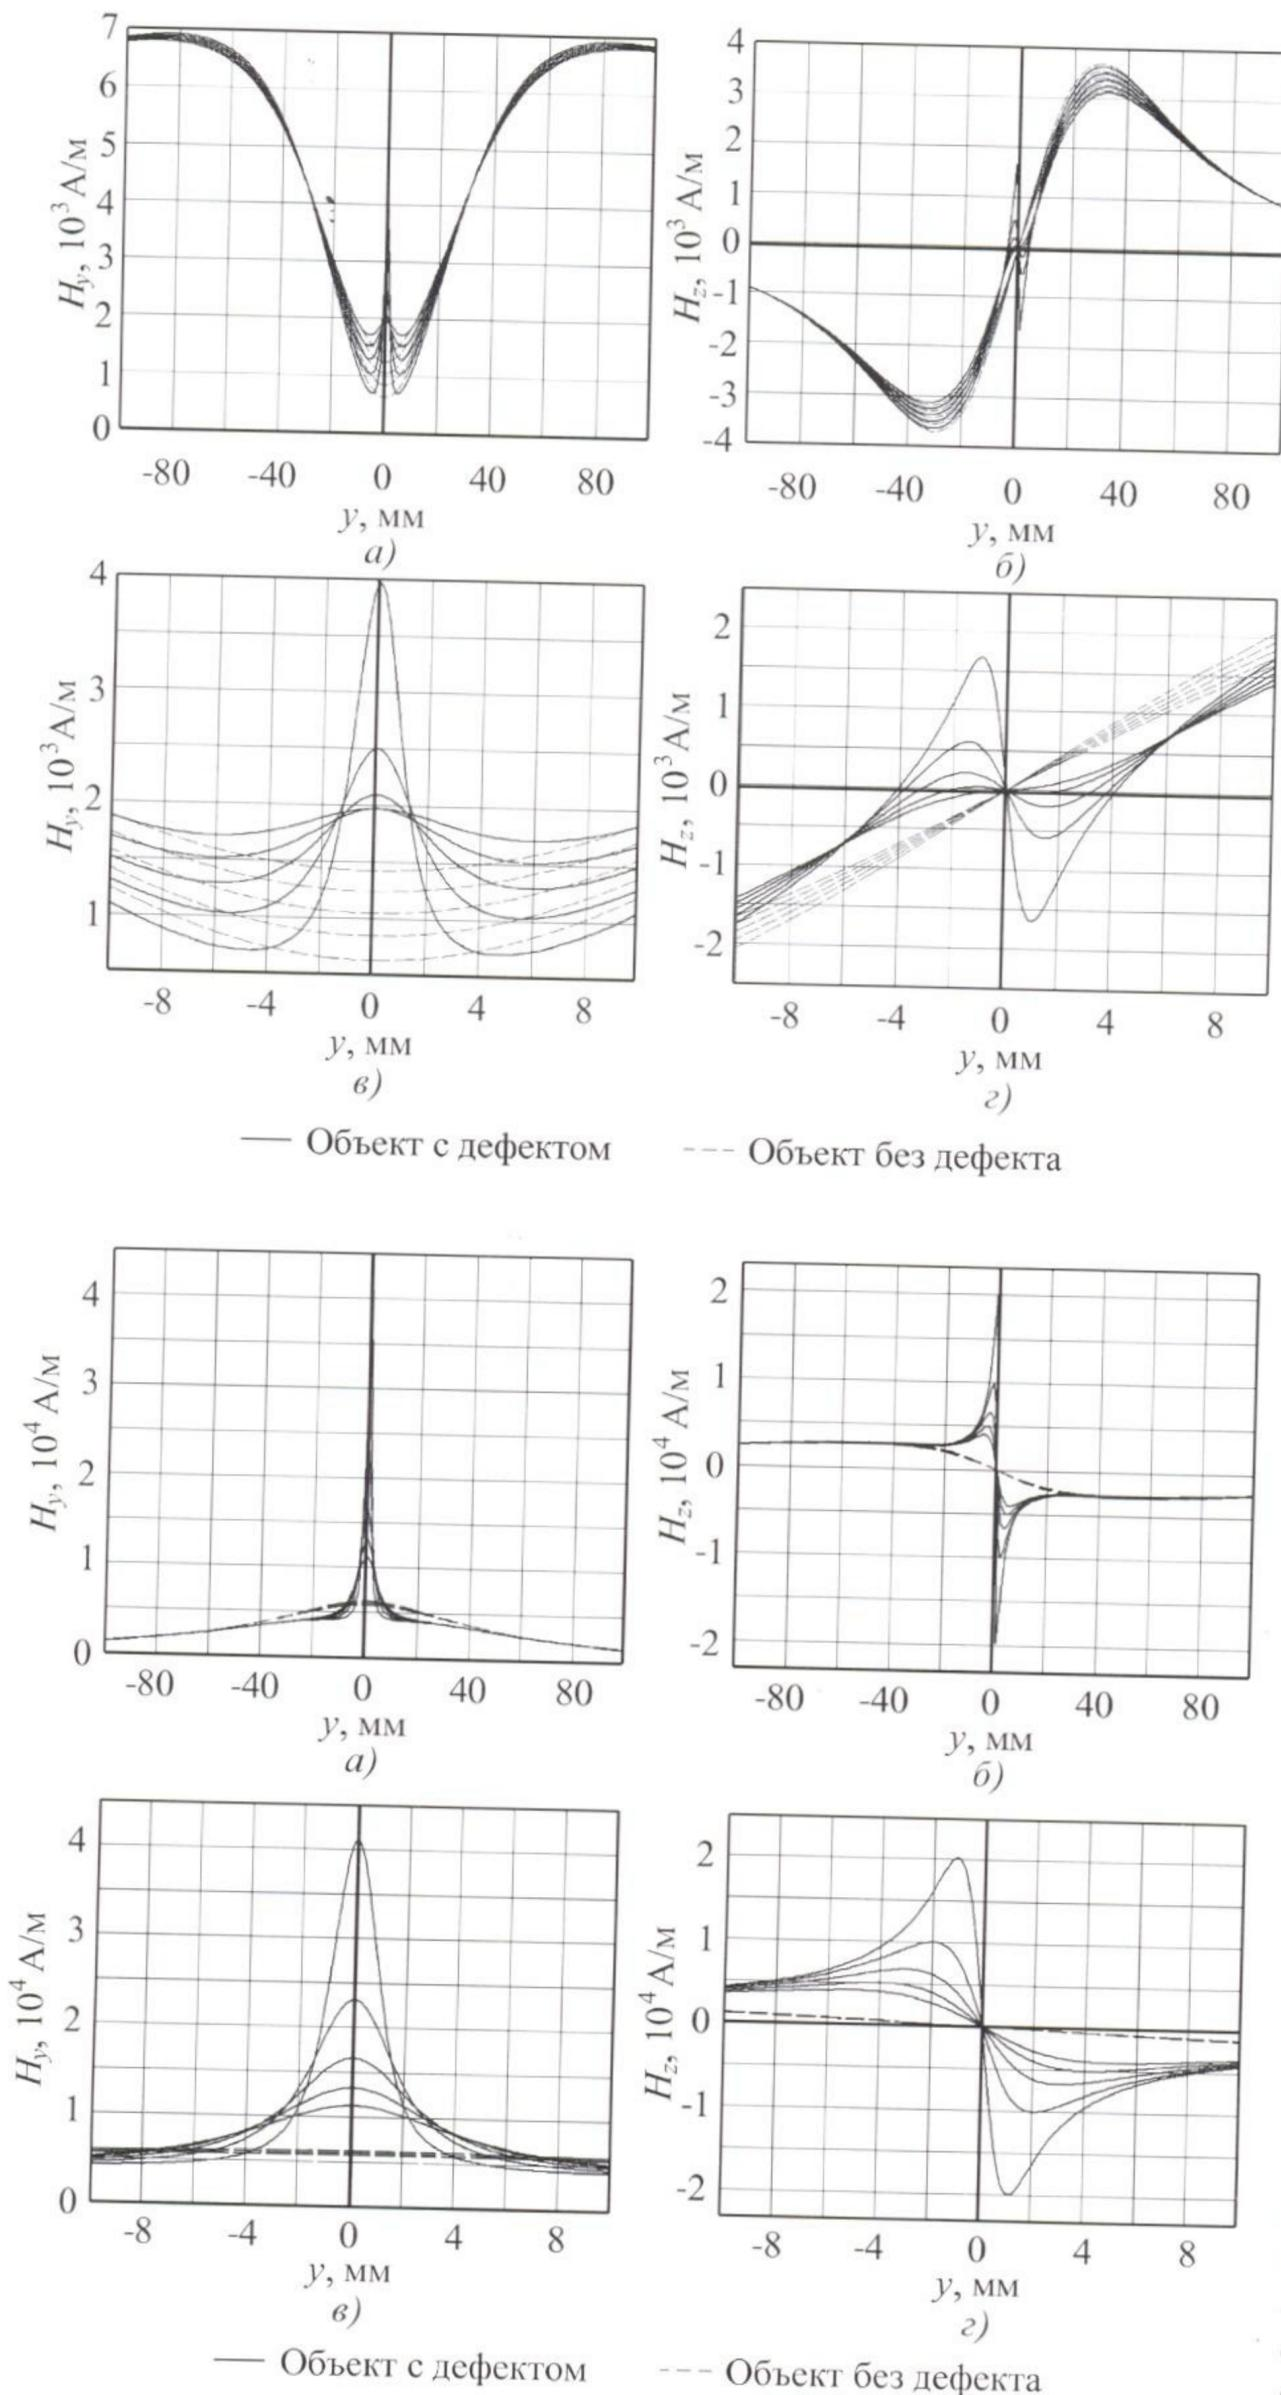 7
6
5
4
3
2
1
0
H_y, 10^3 А/м
-80 -40 0 40 80
y, мм
а)
4
3
2
1
0
-1
-2
-3
-4
H_z, 10^3 А/м
-80 -40 0 40 80
y, мм
б)
4
3
2
1
H_y, 10^3 А/м
-8 -4 0 4 8
y, мм
в)
2
1
0
-1
-2
H_z, 10^3 А/м
-8 -4 0 4 8
y, мм
г)
Объект с дефектом
Объект без дефекта
4
3
2
1
0
H_y, 10^4 А/м
-80 -40 0 40 80
y, мм
а)
2
1
0
-1
-2
H_z, 10^4 А/м
-80 -40 0 40 80
y, мм
б)
4
3
2
1
0
H_y, 10^4 А/м
-8 -4 0 4 8
y, мм
в)
2
1
0
-1
-2
H_z, 10^4 А/м
-8 -4 0 4 8
y, мм
г)
Объект с дефектом
Объект без дефекта